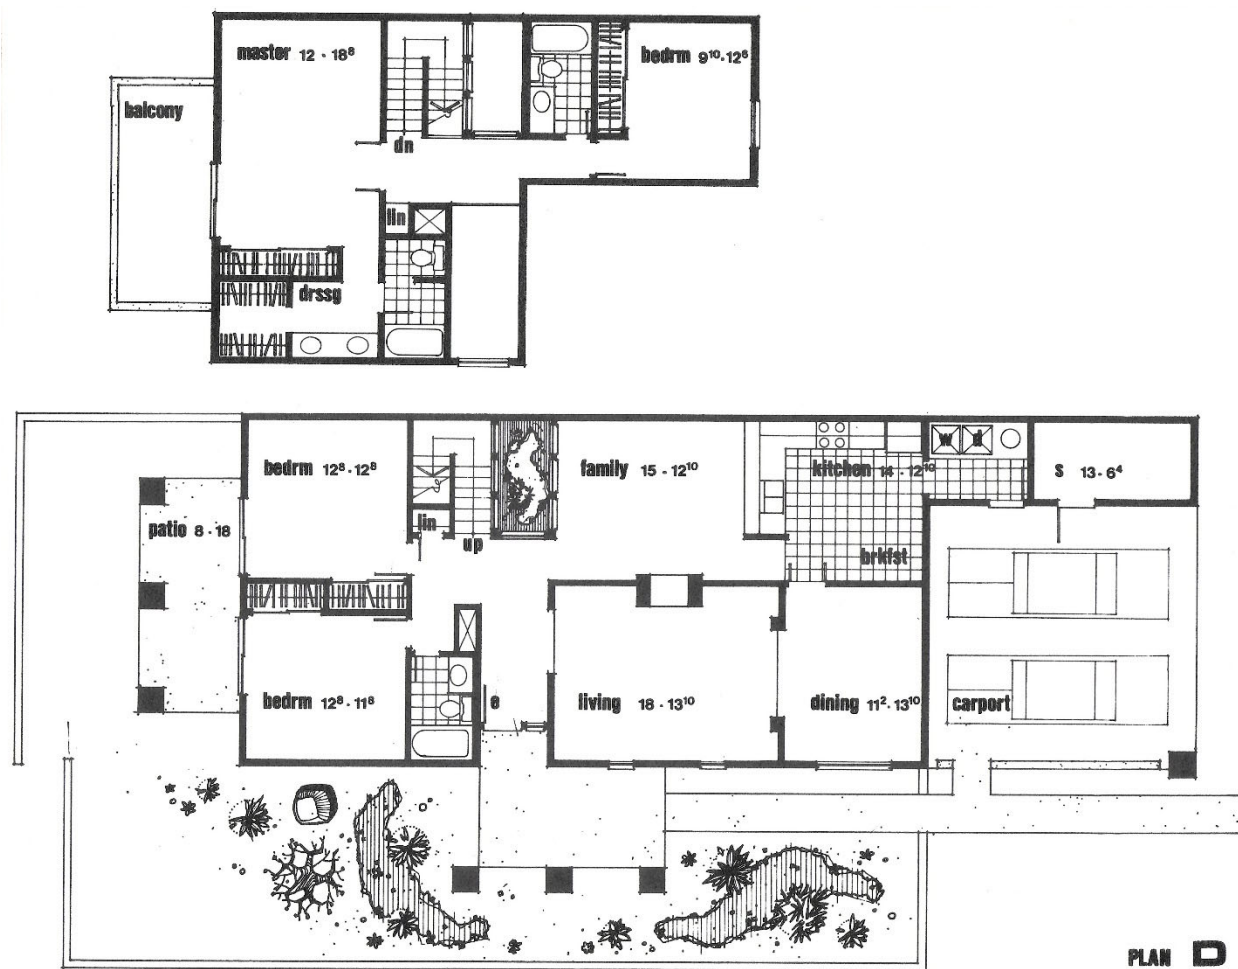 master 12 · 18⁸
bedrm 9¹⁰·12⁶
balcony
dn
lin
drssg
bedrm 12⁸·12⁸
family 15 - 12¹⁰
kitchen 14 - 12¹⁰
w d
s 13-6⁴
patio 8·18
lin
up
brkfst
bedrm 12⁸·11⁸
e
living 18 · 13¹⁰
dining 11²·13¹⁰
carport
PLAN D